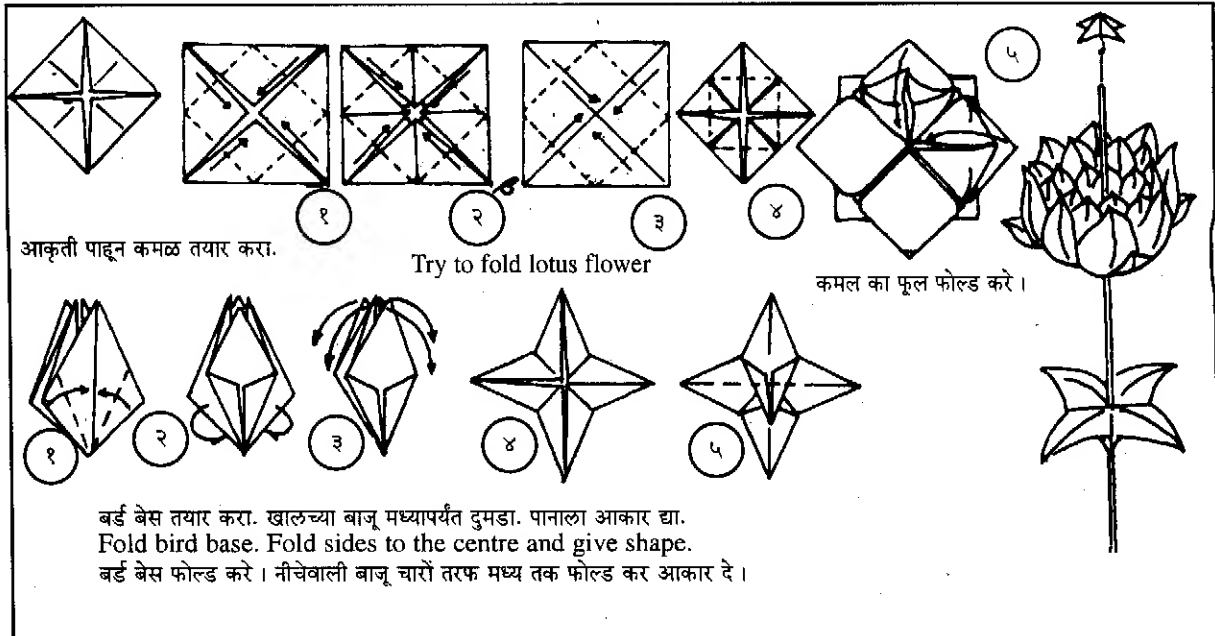 ५
१
२
३
४
आकृती पाहून कमळ तयार करा.
Try to fold lotus flower
कमल का फूल फोल्ड करे ।
१
२
३
४
५
बर्ड बेस तयार करा. खालच्या बाजू मध्यापर्यंत दुमडा. पानाला आकार द्या.
Fold bird base. Fold sides to the centre and give shape.
बर्ड बेस फोल्ड करे । नीचेवाली बाजू चारों तरफ मध्य तक फोल्ड कर आकार दे ।